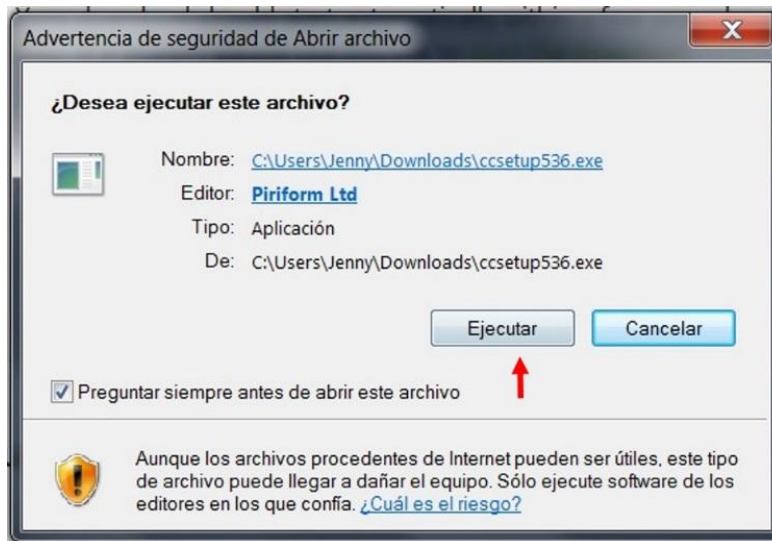 Advertencia de seguridad de Abrir archivo
¿Desea ejecutar este archivo?
Nombre: C:\Users\Jenny\Downloads\ccsetup536.exe
Editor: Piriform Ltd
Tipo: Aplicación
De: C:\Users\Jenny\Downloads\ccsetup536.exe
Ejecutar Cancelar
Preguntar siempre antes de abrir este archivo
Aunque los archivos procedentes de Internet pueden ser útiles, este tipo
de archivo puede llegar a dañar el equipo. Sólo ejecute software de los
editores en los que confía. ¿Cuál es el riesgo?